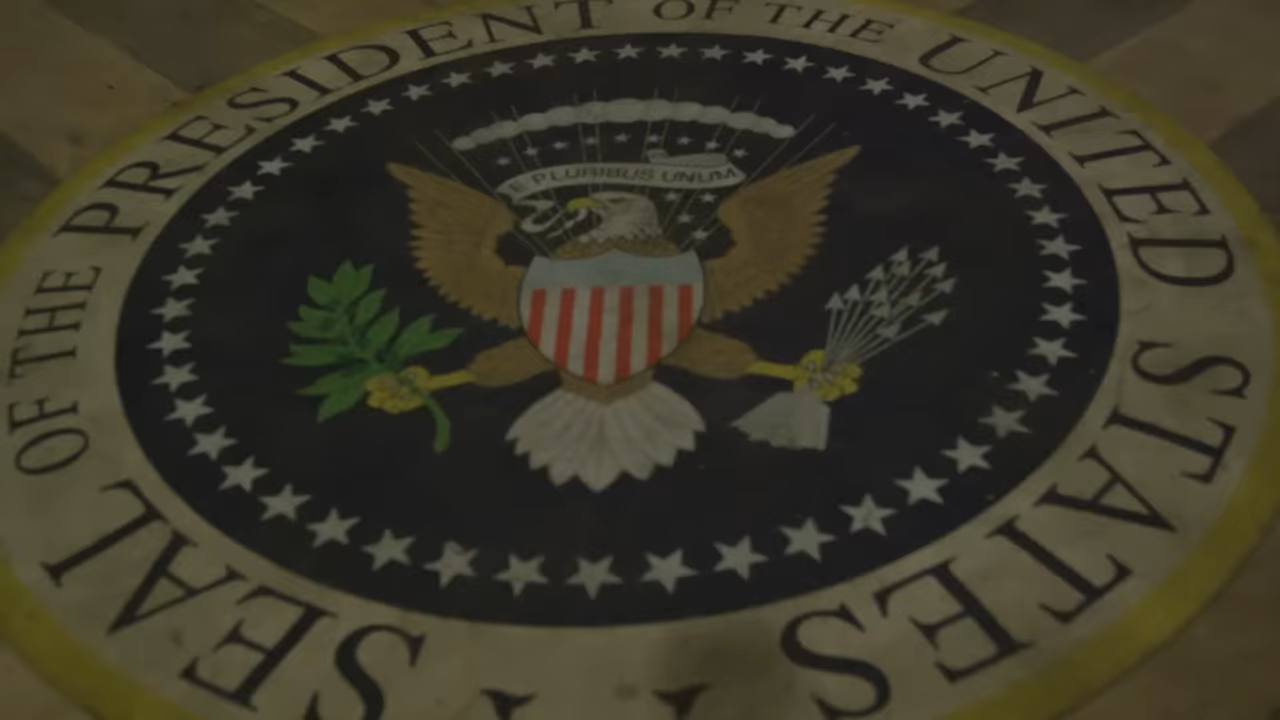 SEAL OF THE PRESIDENT OF THE UNITED STATES
E PLURIBUS UNUM